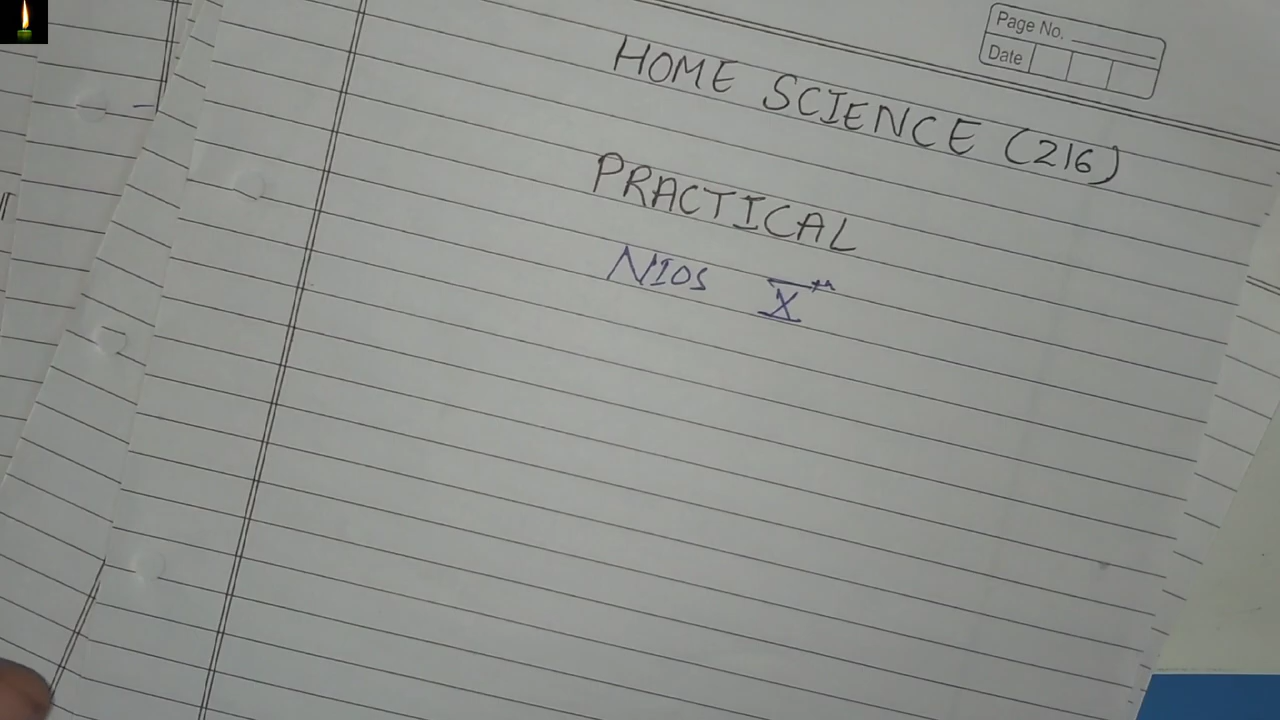 Page No.
Date
HOME SCIENCE (216)
PRACTICAL
NIOS X